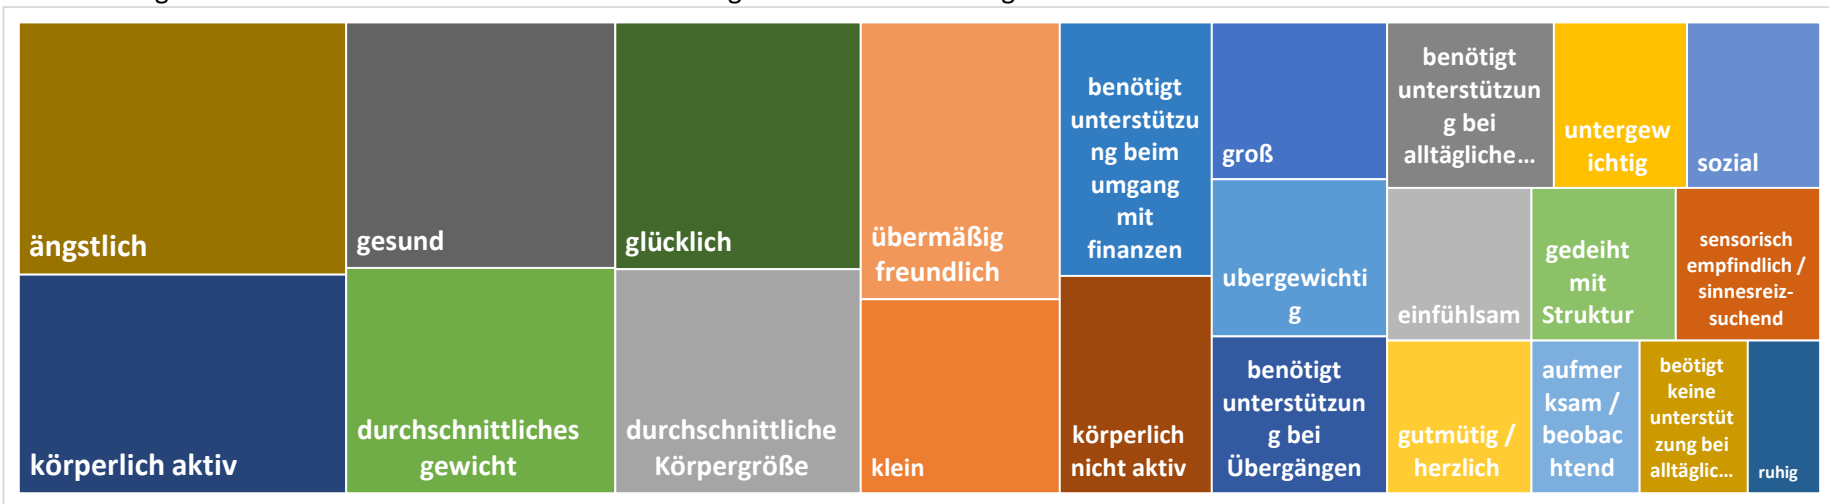 ängstlich
körperlich aktiv
gesund
durchschnittliches
gewicht
glücklich
durchschnittliche
Körpergröße
übermäßig
freundlich
klein
benötigt
unterstützu
ng beim
umgang
mit
finanzen
körperlich
nicht aktiv
groß
ubergewichti
g
benötigt
unterstützun
g bei
Übergängen
benötigt
unterstützun
g bei
alltägliche...
untergew
ichtig
sozial
einfühlsam
gedeiht
mit
Struktur
sensorisch
empfindlich /
sinnesreiz-
suchend
gutmütig /
herzlich
aufmer
ksam /
beobac
htend
beötigt
keine
unterstüt
zung bei
alltäglic...
ruhig